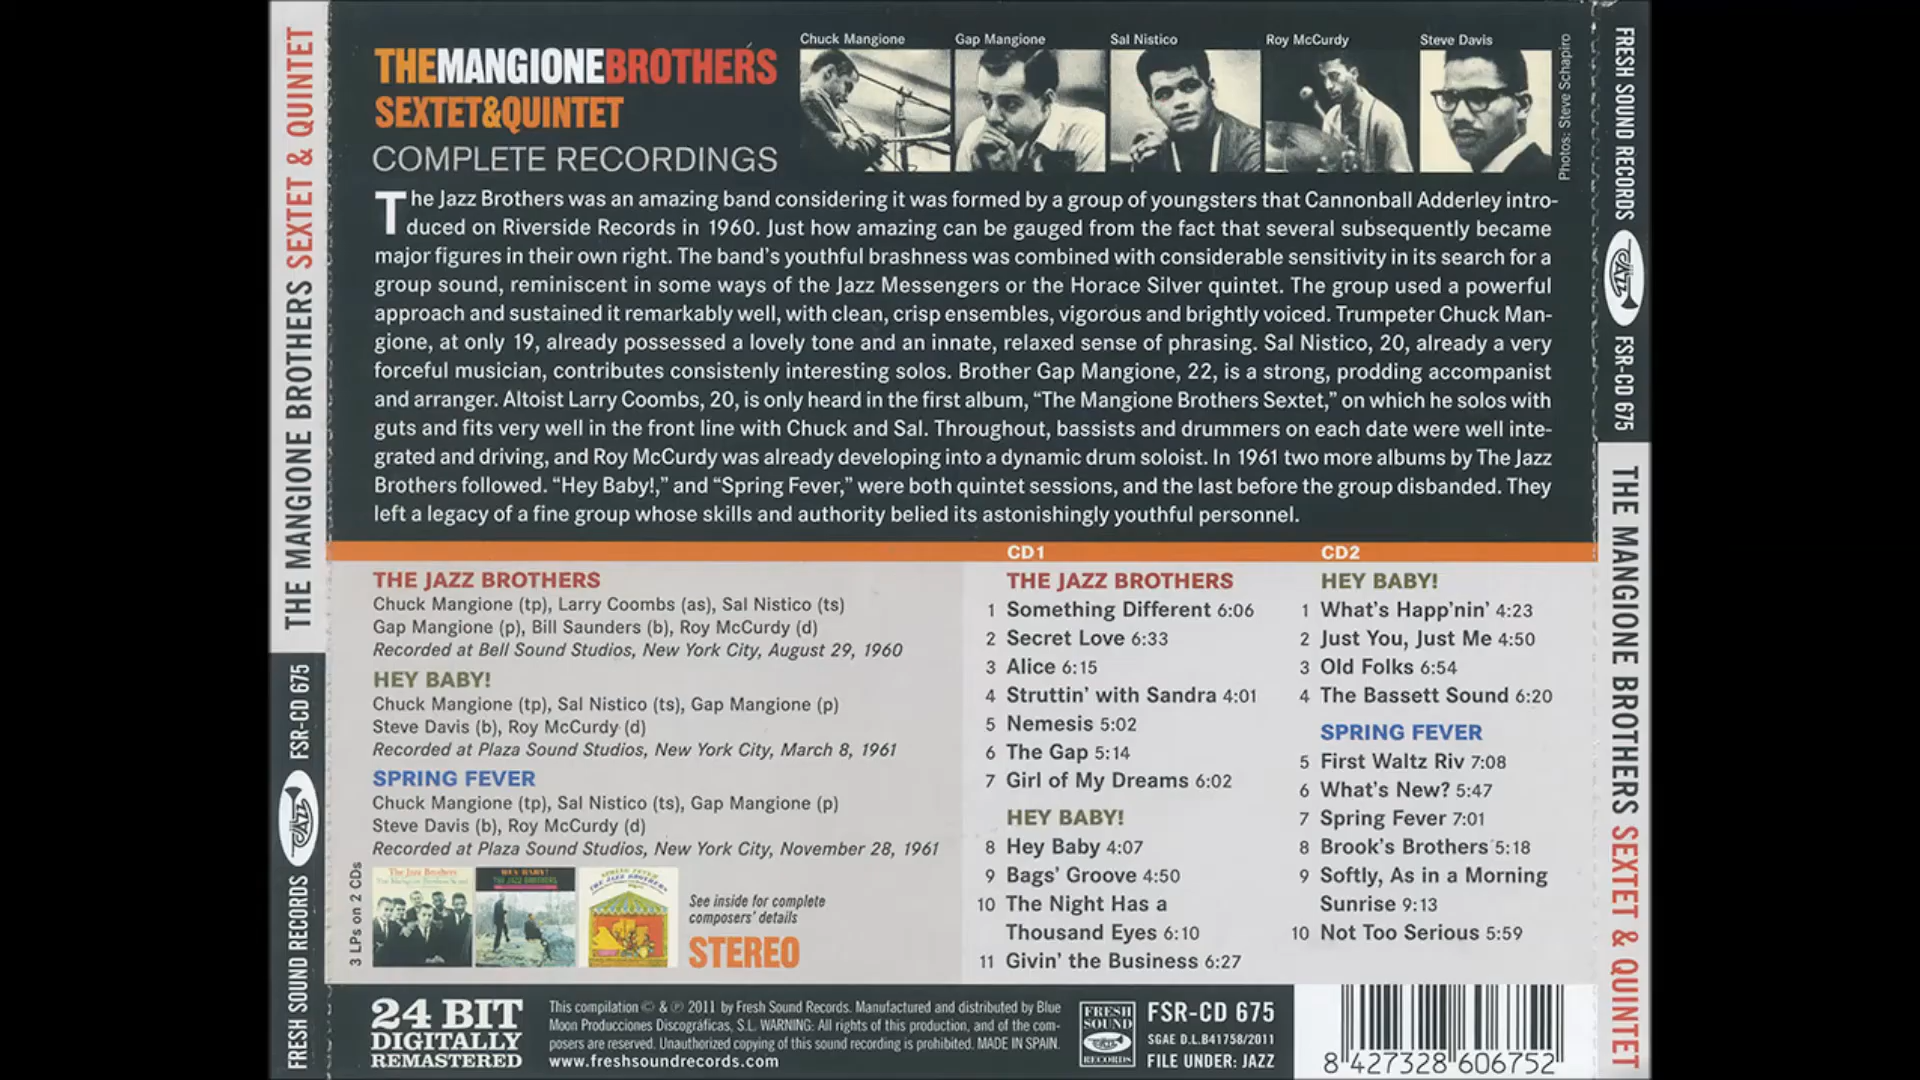 THE MANGIONE BROTHERS SEXTET & QUINTET
FSR-CD 675
JAZZ
FRESH SOUND RECORDS
THEMANGIONEBROTHERS
SEXTET&QUINTET
COMPLETE RECORDINGS
Chuck Mangione
Gap Mangione
Sal Nistico
Roy McCurdy
Steve Davis
Photos: Steve Schapiro
The Jazz Brothers was an amazing band considering it was formed by a group of youngsters that Cannonball Adderley intro-
duced on Riverside Records in 1960. Just how amazing can be gauged from the fact that several subsequently became
major figures in their own right. The band's youthful brashness was combined with considerable sensitivity in its search for a
group sound, reminiscent in some ways of the Jazz Messengers or the Horace Silver quintet. The group used a powerful
approach and sustained it remarkably well, with clean, crisp ensembles, vigorous and brightly voiced. Trumpeter Chuck Man-
gione, at only 19, already possessed a lovely tone and an innate, relaxed sense of phrasing. Sal Nistico, 20, already a very
forceful musician, contributes consistenly interesting solos. Brother Gap Mangione, 22, is a strong, prodding accompanist
and arranger. Altoist Larry Coombs, 20, is only heard in the first album, “The Mangione Brothers Sextet,” on which he solos with
guts and fits very well in the front line with Chuck and Sal. Throughout, bassists and drummers on each date were well inte-
grated and driving, and Roy McCurdy was already developing into a dynamic drum soloist. In 1961 two more albums by The Jazz
Brothers followed. “Hey Baby!,” and “Spring Fever,” were both quintet sessions, and the last before the group disbanded. They
left a legacy of a fine group whose skills and authority belied its astonishingly youthful personnel.
THE JAZZ BROTHERS
Chuck Mangione (tp), Larry Coombs (as), Sal Nistico (ts)
Gap Mangione (p), Bill Saunders (b), Roy McCurdy (d)
Recorded at Bell Sound Studios, New York City, August 29, 1960
HEY BABY!
Chuck Mangione (tp), Sal Nistico (ts), Gap Mangione (p)
Steve Davis (b), Roy McCurdy (d)
Recorded at Plaza Sound Studios, New York City, March 8, 1961
SPRING FEVER
Chuck Mangione (tp), Sal Nistico (ts), Gap Mangione (p)
Steve Davis (b), Roy McCurdy (d)
Recorded at Plaza Sound Studios, New York City, November 28, 1961
3 LPs on 2 CDs
The Jazz Brothers
HEY BABY!
THE JAZZ BROTHERS
SPRING FEVER
THE JAZZ BROTHERS
See inside for complete
composers' details
STEREO
CD1
THE JAZZ BROTHERS
1 Something Different 6:06
2 Secret Love 6:33
3 Alice 6:15
4 Struttin' with Sandra 4:01
5 Nemesis 5:02
6 The Gap 5:14
7 Girl of My Dreams 6:02
HEY BABY!
8 Hey Baby 4:07
9 Bags' Groove 4:50
10 The Night Has a
Thousand Eyes 6:10
11 Givin' the Business 6:27
CD2
HEY BABY!
1 What's Happ'nin' 4:23
2 Just You, Just Me 4:50
3 Old Folks 6:54
4 The Bassett Sound 6:20
SPRING FEVER
5 First Waltz Riv 7:08
6 What's New? 5:47
7 Spring Fever 7:01
8 Brook's Brothers 5:18
9 Softly, As in a Morning
Sunrise 9:13
10 Not Too Serious 5:59
24 BIT
DIGITALLY
REMASTERED
This compilation © & ℗ 2011 by Fresh Sound Records. Manufactured and distributed by Blue
Moon Producciones Discográficas, S.L. WARNING: All rights of this production, and of the com-
posers are reserved. Unauthorized copying of this sound recording is prohibited. MADE IN SPAIN.
www.freshsoundrecords.com
FRESH
SOUND
RECORDS
FSR-CD 675
SGAE D.L.B41758/2011
FILE UNDER: JAZZ
8 427328 606752
FRESH SOUND RECORDS
JAZZ
FSR-CD 675
THE MANGIONE BROTHERS SEXTET & QUINTET